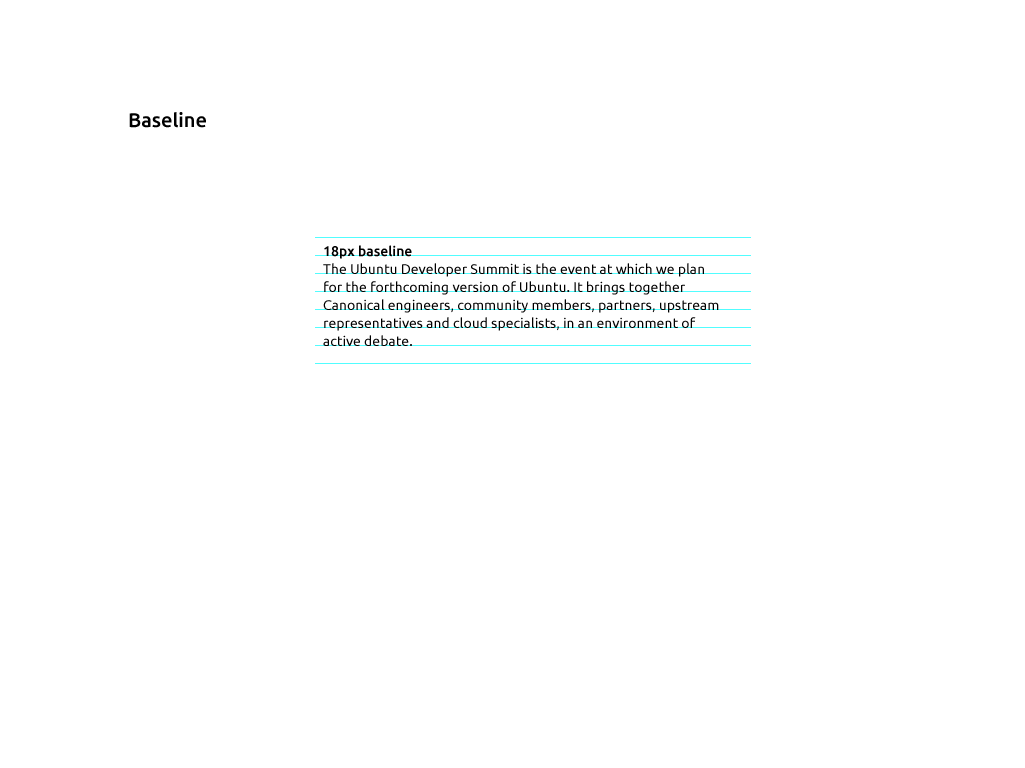 Baseline
18px baseline
The Ubuntu Developer Summit is the event at which we plan
for the forthcoming version of Ubuntu. It brings together
Canonical engineers, community members, partners, upstream
representatives and cloud specialists, in an environment of
active debate.